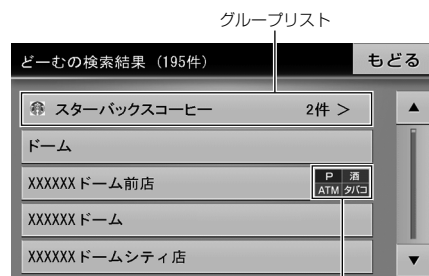 グループリスト
どーむの検索結果（195件）
もどる
スターバックスコーヒー 2件 >
ドーム
XXXXXXドーム前店
P 酒
ATM タバコ
XXXXXXドーム
XXXXXXドームシティ店